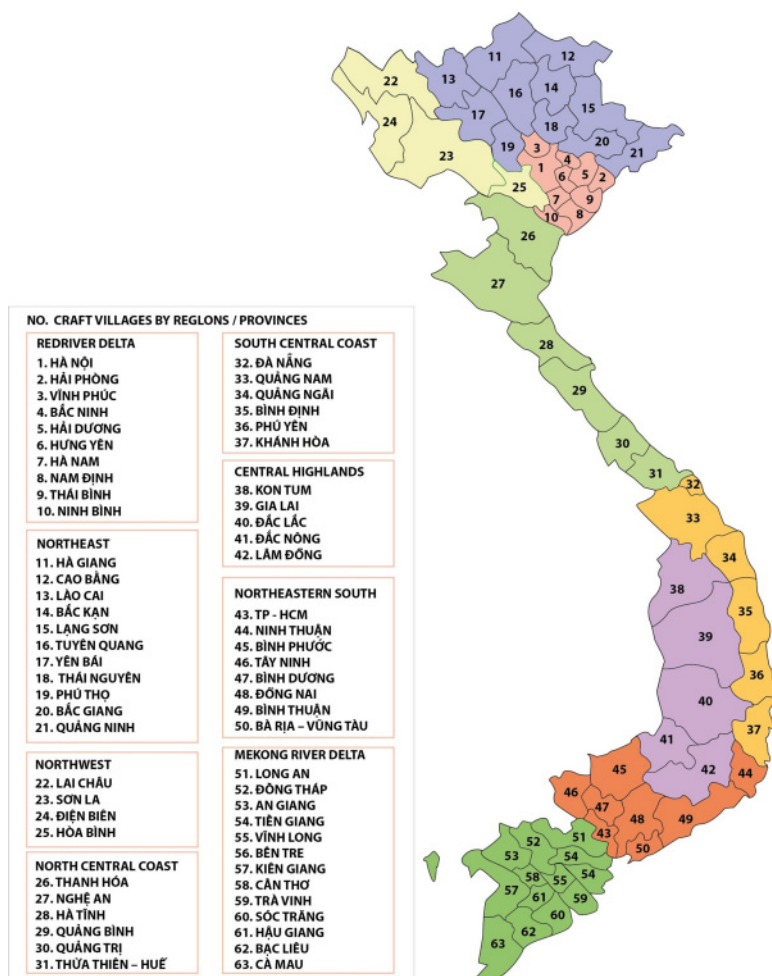 11
12
13
22
14
16
15
17
24
18
20
3
19
21
23
4
1
6
5
2
25
7
9
10
8
26
27
28
29
30
31
32
33
34
38
35
39
36
40
37
41
42
44
45
46
47
48
49
43
50
51
52
53
54
58
55
54
57
61
59
60
62
63
NO. CRAFT VILLAGES BY REGLONS / PROVINCES
REDRIVER DELTA
1. HÀ NỘI
2. HẢI PHÒNG
3. VĨNH PHÚC
4. BẮC NINH
5. HẢI DƯƠNG
6. HƯNG YÊN
7. HÀ NAM
8. NAM ĐỊNH
9. THÁI BÌNH
10. NINH BÌNH
NORTHEAST
11. HÀ GIANG
12. CAO BẰNG
13. LÀO CAI
14. BẮC KẠN
15. LẠNG SƠN
16. TUYÊN QUANG
17. YÊN BÁI
18. THÁI NGUYÊN
19. PHÚ THỌ
20. BẮC GIANG
21. QUẢNG NINH
NORTHWEST
22. LAI CHÂU
23. SƠN LA
24. ĐIỆN BIÊN
25. HÒA BÌNH
NORTH CENTRAL COAST
26. THANH HÓA
27. NGHỆ AN
28. HÀ TĨNH
29. QUẢNG BÌNH
30. QUẢNG TRỊ
31. THỪA THIÊN – HUẾ
SOUTH CENTRAL COAST
32. ĐÀ NẴNG
33. QUẢNG NAM
34. QUẢNG NGÃI
35. BÌNH ĐỊNH
36. PHÚ YÊN
37. KHÁNH HÒA
CENTRAL HIGHLANDS
38. KON TUM
39. GIA LAI
40. ĐẮC LẮC
41. ĐẮC NÔNG
42. LÂM ĐỒNG
NORTHEASTERN SOUTH
43. TP - HCM
44. NINH THUẬN
45. BÌNH PHƯỚC
46. TÂY NINH
47. BÌNH DƯƠNG
48. ĐỒNG NAI
49. BÌNH THUẬN
50. BÀ RỊA – VŨNG TÀU
MEKONG RIVER DELTA
51. LONG AN
52. ĐỒNG THÁP
53. AN GIANG
54. TIỀN GIANG
55. VĨNH LONG
56. BẾN TRE
57. KIÊN GIANG
58. CẦN THƠ
59. TRÀ VINH
60. SÓC TRĂNG
61. HẬU GIANG
62. BẠC LIÊU
63. CÀ MAU